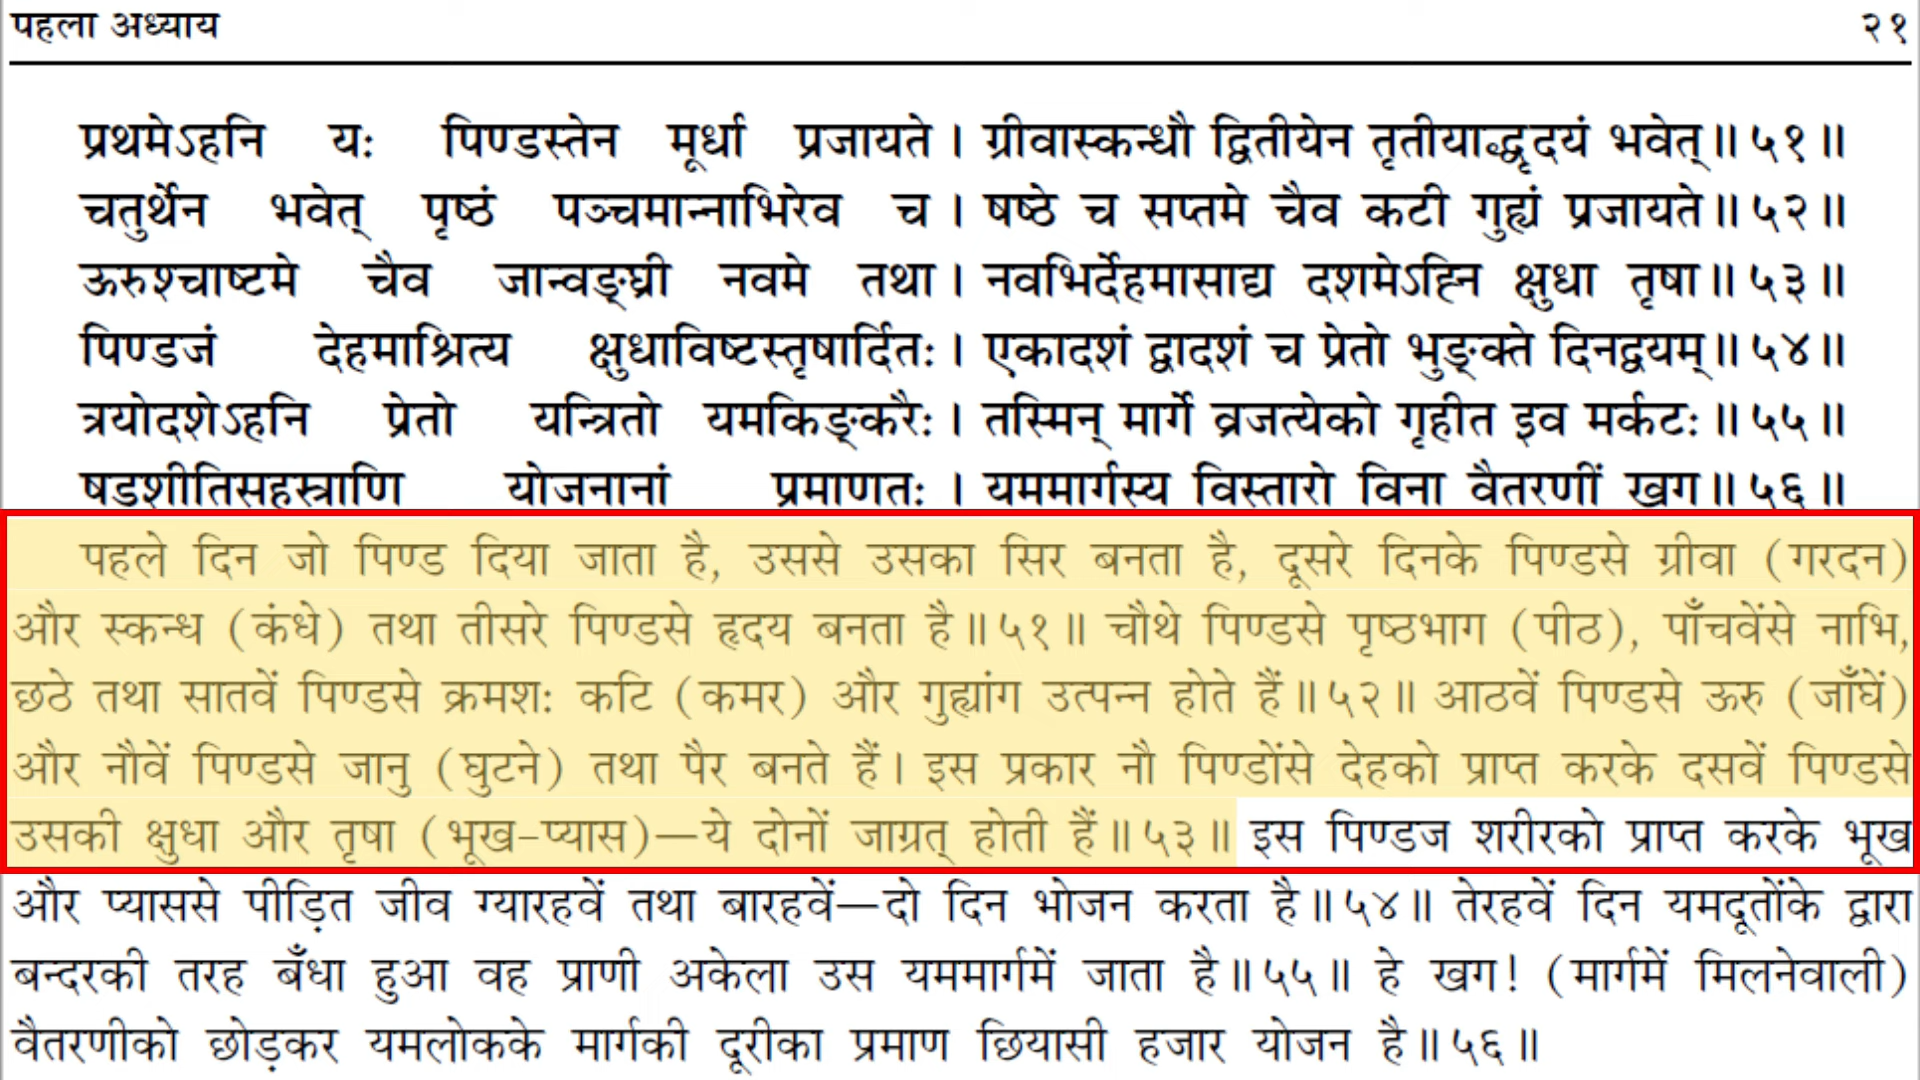 पहला अध्याय २१
प्रथमेऽहनि यः पिण्डस्तेन मूर्धा प्रजायते। ग्रीवास्कन्धौ द्वितीयेन तृतीयाद्धृदयं भवेत्॥५१॥
चतुर्थेन भवेत् पृष्ठं पञ्चमान्नाभिरेव च। षष्ठे च सप्तमे चैव कटी गुह्यं प्रजायते॥५२॥
ऊरुश्चाष्टमे चैव जान्वङ्घ्री नवमे तथा। नवभिर्देहमासाद्य दशमेऽह्नि क्षुधा तृषा॥५३॥
पिण्डजं देहमाश्रित्य क्षुधाविष्टस्तृषार्दितः। एकादशं द्वादशं च प्रेतो भुङ्क्ते दिनद्वयम्॥५४॥
त्रयोदशेऽहनि प्रेतो यन्त्रितो यमकिङ्करैः। तस्मिन् मार्गे व्रजत्येको गृहीत इव मर्कटः॥५५॥
षडशीतिसहस्राणि योजनानां प्रमाणतः। यममार्गस्य विस्तारो विना वैतरणीं खग॥५६॥
पहले दिन जो पिण्ड दिया जाता है, उससे उसका सिर बनता है, दूसरे दिनके पिण्डसे ग्रीवा (गरदन)
और स्कन्ध (कंधे) तथा तीसरे पिण्डसे हृदय बनता है॥५१॥ चौथे पिण्डसे पृष्ठभाग (पीठ), पाँचवेंसे नाभि,
छठे तथा सातवें पिण्डसे क्रमशः कटि (कमर) और गुह्यांग उत्पन्न होते हैं॥५२॥ आठवें पिण्डसे ऊरु (जाँघें)
और नौवें पिण्डसे जानु (घुटने) तथा पैर बनते हैं। इस प्रकार नौ पिण्डोंसे देहको प्राप्त करके दसवें पिण्डसे
उसकी क्षुधा और तृषा (भूख-प्यास)—ये दोनों जाग्रत् होती हैं॥५३॥ इस पिण्डज शरीरको प्राप्त करके भूख
और प्याससे पीड़ित जीव ग्यारहवें तथा बारहवें—दो दिन भोजन करता है॥५४॥ तेरहवें दिन यमदूतोंके द्वारा
बन्दरकी तरह बँधा हुआ वह प्राणी अकेला उस यममार्गमें जाता है॥५५॥ हे खग! (मार्गमें मिलनेवाली)
वैतरणीको छोड़कर यमलोकके मार्गकी दूरीका प्रमाण छियासी हजार योजन है॥५६॥